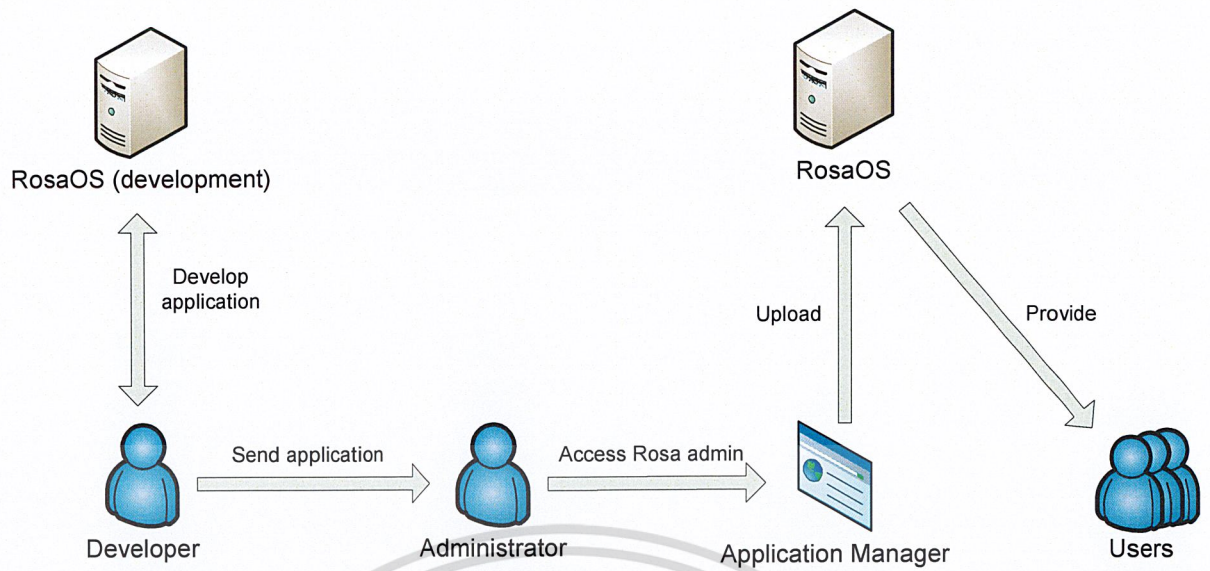 RosaOS (development)
RosaOS
Develop
application
Upload
Provide
Send application
Access Rosa admin
Developer
Administrator
Application Manager
Users